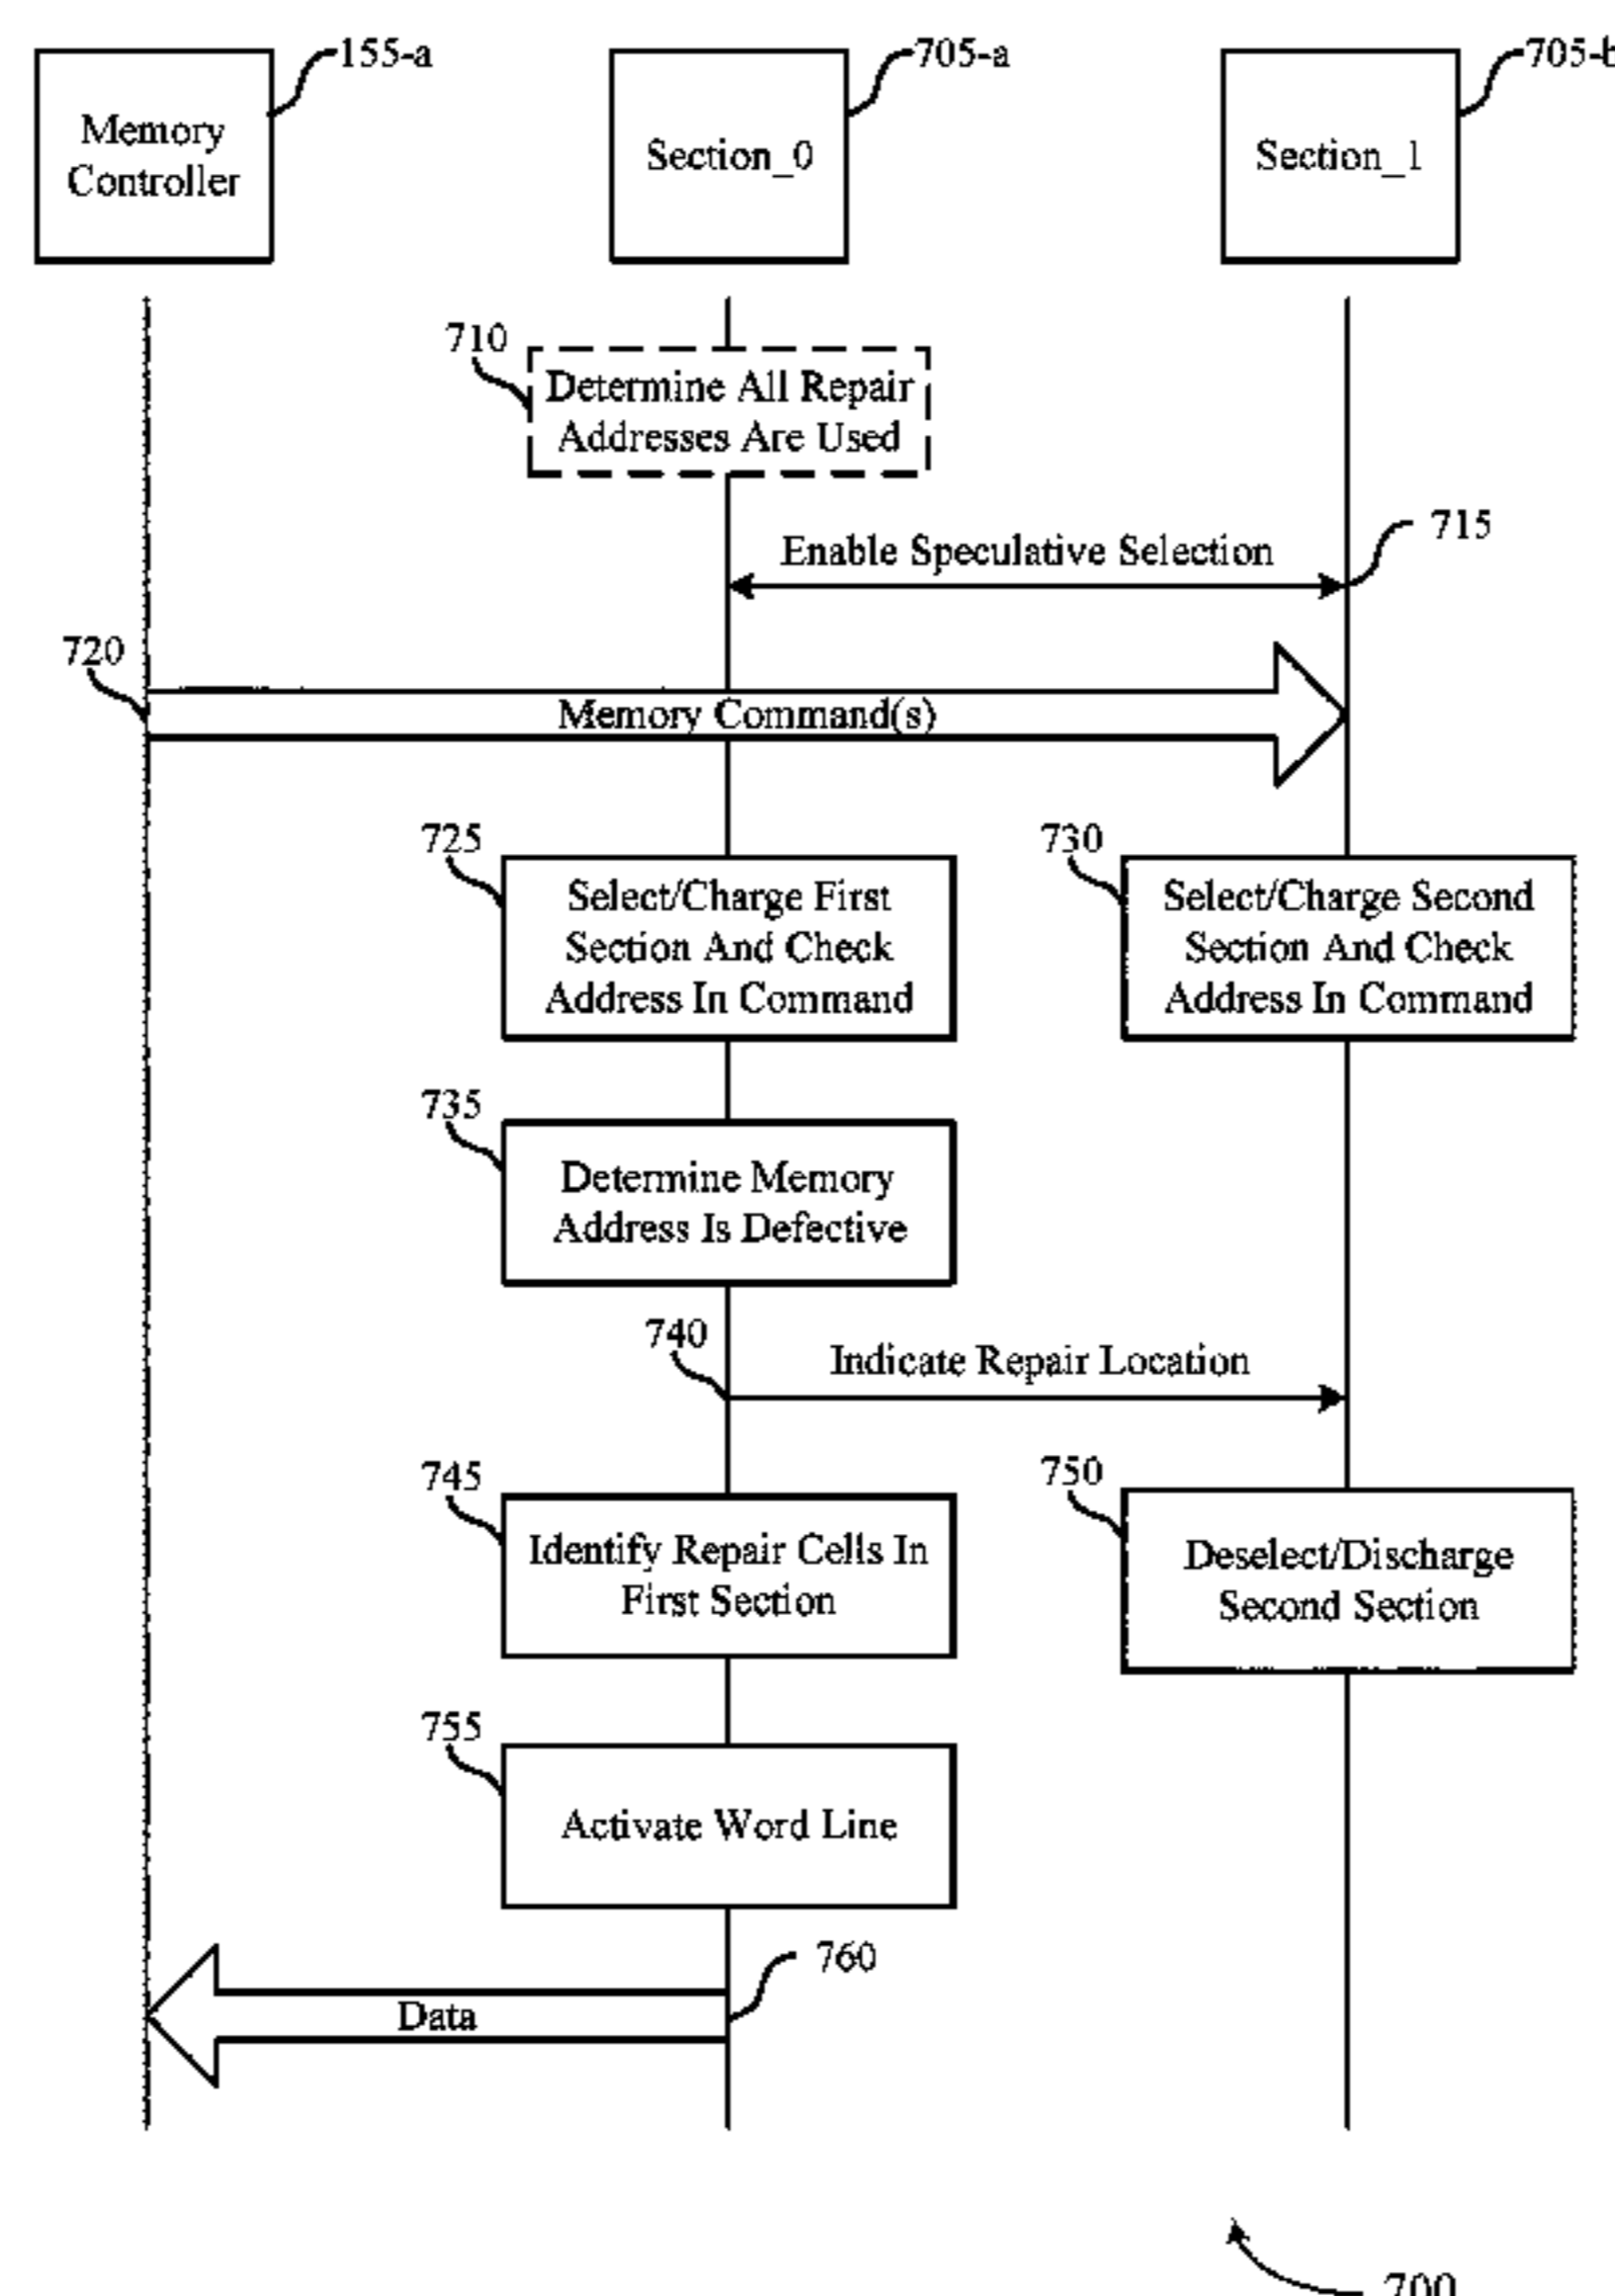 155-a
705-a
705-b
Memory
Controller
Section_0
Section_1
710
Determine All Repair
Addresses Are Used
715
Enable Speculative Selection
720
Memory Command(s)
725
730
Select/Charge First
Section And Check
Address In Command
Select/Charge Second
Section And Check
Address In Command
735
Determine Memory
Address Is Defective
740
Indicate Repair Location
745
750
Identify Repair Cells In
First Section
Deselect/Discharge
Second Section
755
Activate Word Line
760
Data
700